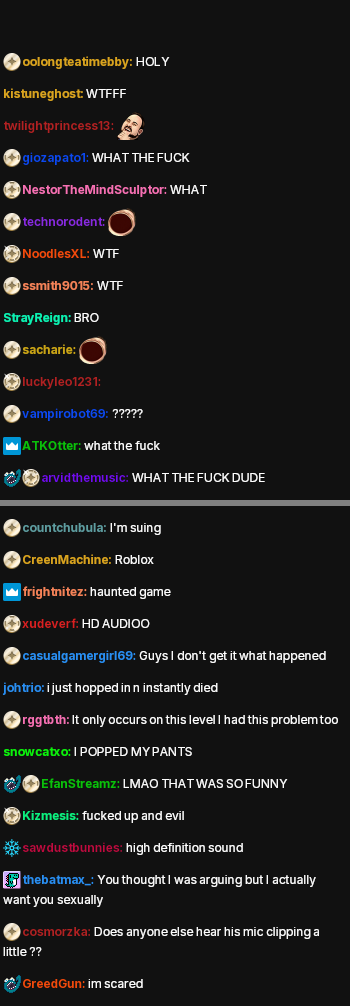 oolongteatimebby: HOLY
kistuneghost: WTFFF
twilightprincess13:
giozapato1: WHAT THE FUCK
NestorTheMindSculptor: WHAT
technorodent:
NoodlesXL: WTF
ssmith9015: WTF
StrayReign: BRO
sacharie:
luckyleo1231:
vampirobot69: ?????
ATKOtter: what the fuck
arvidthemusic: WHAT THE FUCK DUDE
countchubula: I'm suing
CreenMachine: Roblox
frightnitez: haunted game
xudeverf: HD AUDIOO
casualgamergirl69: Guys I don't get it what happened
johtrio: i just hopped in n instantly died
rggtbth: It only occurs on this level I had this problem too
snowcatxo: I POPPED MY PANTS
EfanStreamz: LMAO THAT WAS SO FUNNY
Kizmesis: fucked up and evil
sawdustbunnies: high definition sound
thebatmax_: You thought I was arguing but I actually
want you sexually
cosmorzka: Does anyone else hear his mic clipping a
little ??
GreedGun: im scared